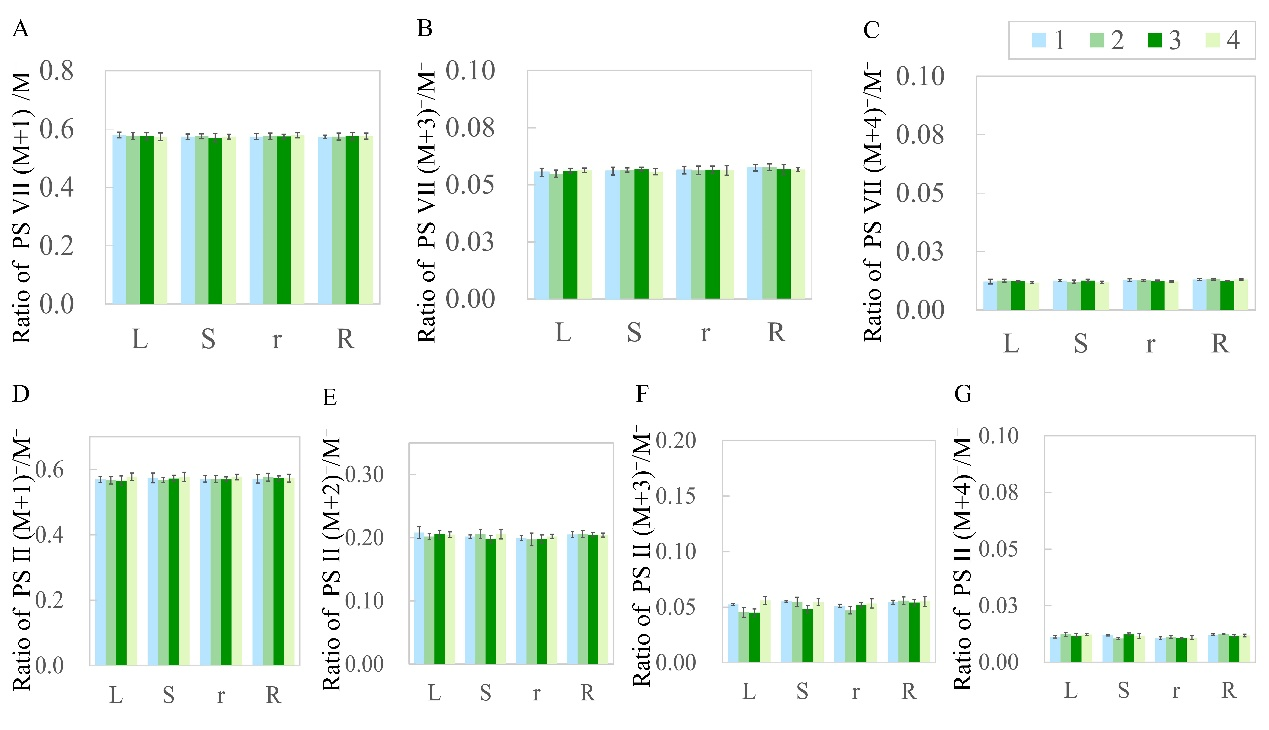 A
Ratio of PS VII (M+1) /M
0.8
0.6
0.4
0.2
0.0
L S r R
B
Ratio of PS VII (M+3)⁻/M⁻
0.10
0.08
0.05
0.03
0.00
L S r R
C
1 2 3 4
Ratio of PS VII (M+4)⁻/M⁻
0.10
0.08
0.05
0.03
0.00
L S r R
D
Ratio of PS II (M+1)⁻/M⁻
0.6
0.4
0.2
0.0
L S r R
E
Ratio of PS II (M+2)⁻/M⁻
0.30
0.20
0.10
0.00
L S r R
F
Ratio of PS II (M+3)⁻/M⁻
0.20
0.15
0.10
0.05
0.00
L S r R
G
Ratio of PS II (M+4)⁻/M⁻
0.10
0.08
0.05
0.03
0.00
L S r R